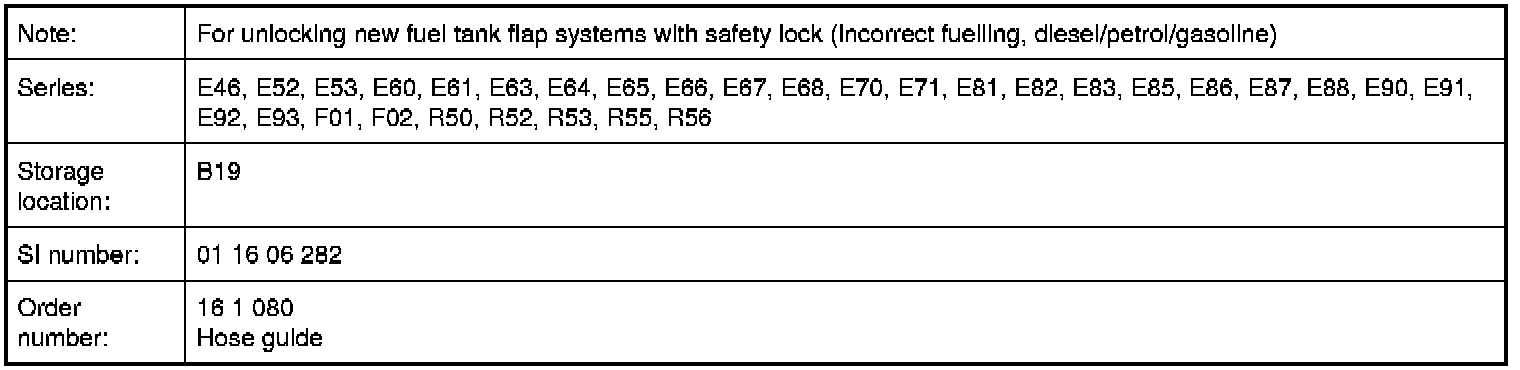 Note: For unlocking new fuel tank flap systems with safety lock (Incorrect fuelling, diesel/petrol/gasoline)
Series: E46, E52, E53, E60, E61, E63, E64, E65, E66, E67, E68, E70, E71, E81, E82, E83, E85, E86, E87, E88, E90, E91,
E92, E93, F01, F02, R50, R52, R53, R55, R56
Storage B19
location:
SI number: 01 16 06 282
Order 16 1 080
number: Hose guide